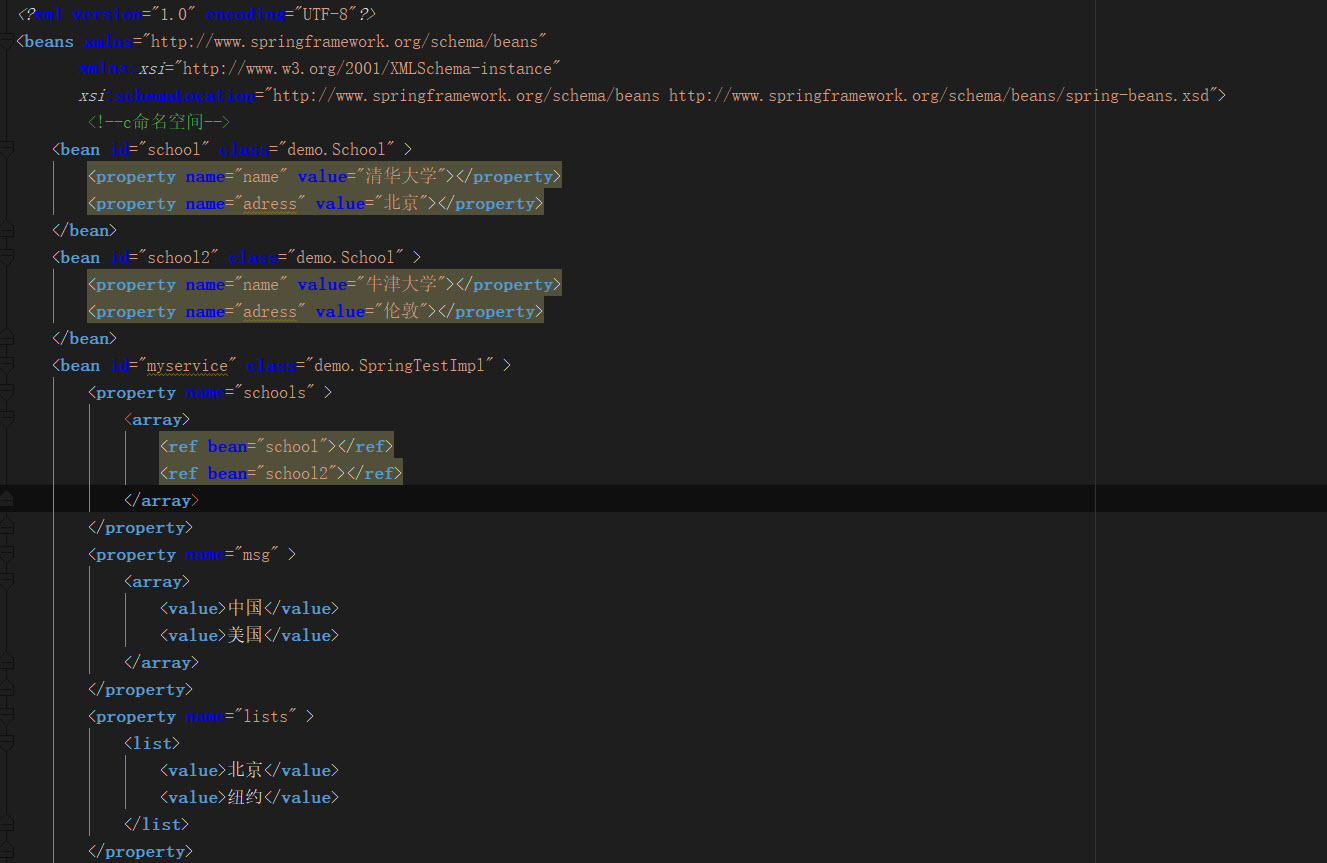 <?xml version="1.0" encoding="UTF-8"?>
<beans xmlns="http://www.springframework.org/schema/beans"
       xmlns:xsi="http://www.w3.org/2001/XMLSchema-instance"
       xsi:schemaLocation="http://www.springframework.org/schema/beans http://www.springframework.org/schema/beans/spring-beans.xsd">
        <!--c命名空间-->
    <bean id="school" class="demo.School" >
        <property name="name" value="清华大学"></property>
        <property name="adress" value="北京"></property>
    </bean>
    <bean id="school2" class="demo.School" >
        <property name="name" value="牛津大学"></property>
        <property name="adress" value="伦敦"></property>
    </bean>
    <bean id="myservice" class="demo.SpringTestImpl" >
        <property name="schools" >
            <array>
                <ref bean="school"></ref>
                <ref bean="school2"></ref>
            </array>
        </property>
        <property name="msg" >
            <array>
                <value>中国</value>
                <value>美国</value>
            </array>
        </property>
        <property name="lists" >
            <list>
                <value>北京</value>
                <value>纽约</value>
            </list>
        </property>